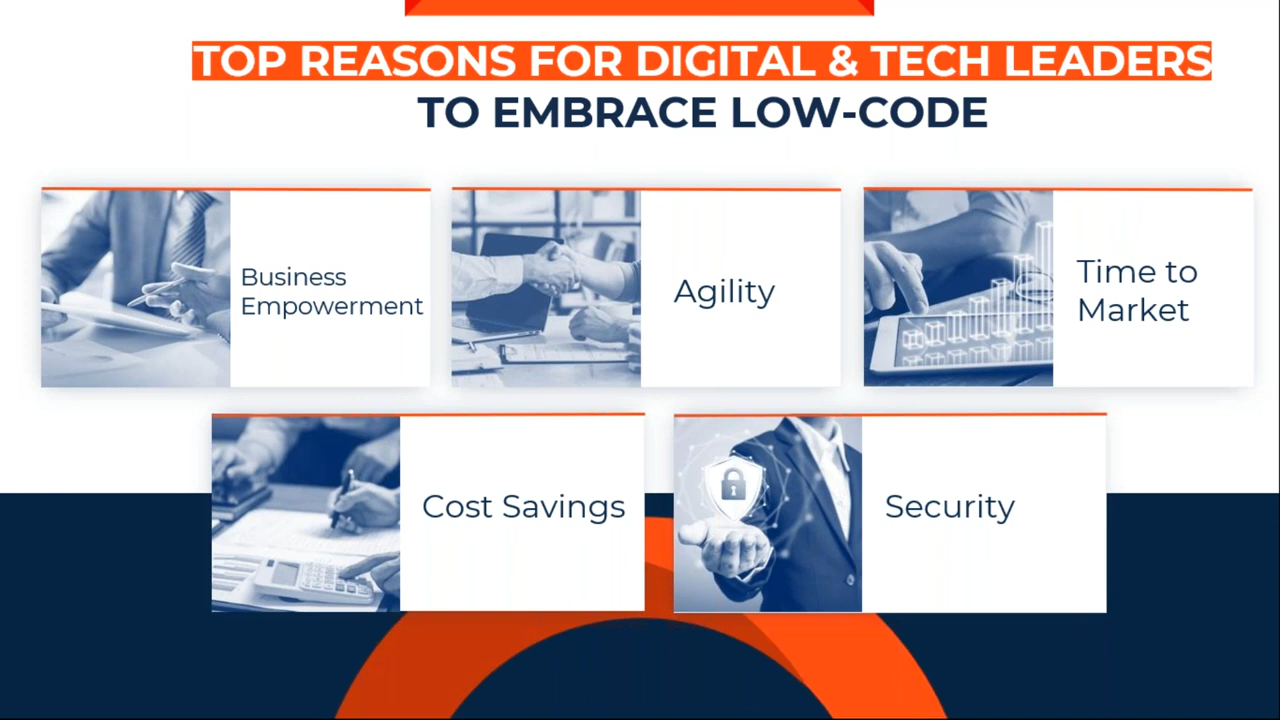 TOP REASONS FOR DIGITAL & TECH LEADERS
TO EMBRACE LOW-CODE
Business
Empowerment
Agility
Time to
Market
Cost Savings
Security